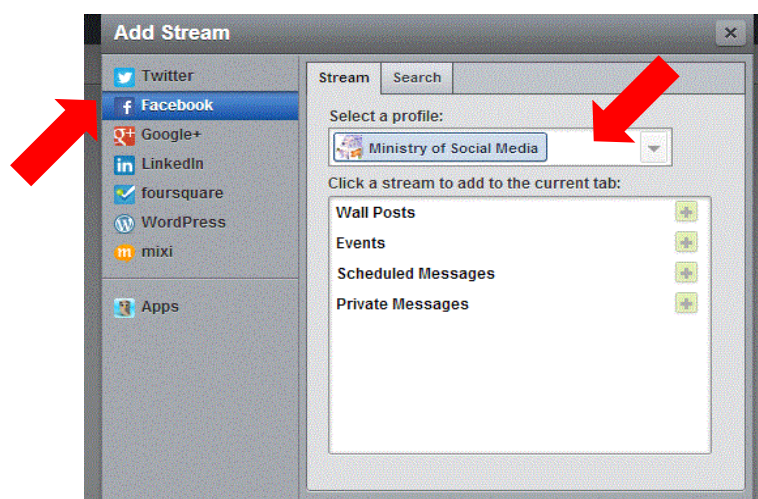 Add Stream
Twitter
Facebook
Google+
LinkedIn
foursquare
WordPress
mixi
Apps
Stream Search
Select a profile:
Ministry of Social Media
Click a stream to add to the current tab:
Wall Posts
Events
Scheduled Messages
Private Messages